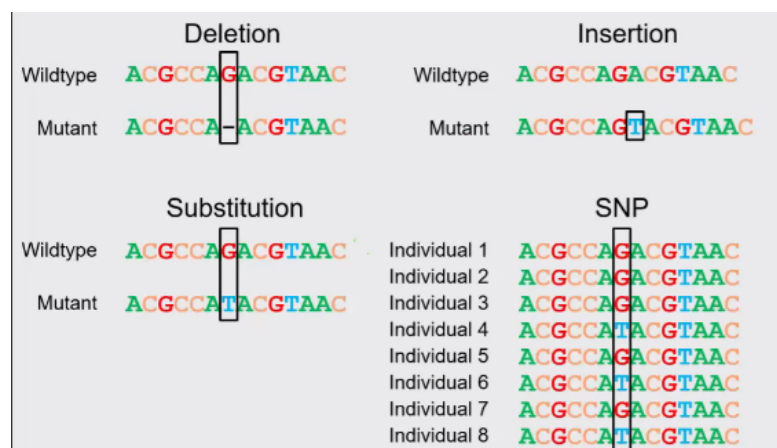 Deletion
Wildtype ACGCCAGACGTAAC
Mutant ACGCCA–ACGTAAC
Insertion
Wildtype ACGCCAGACGTAAC
Mutant ACGCCAGTACGTAAC
Substitution
Wildtype ACGCCAGACGTAAC
Mutant ACGCCATACGTAAC
SNP
Individual 1 ACGCCAGACGTAAC
Individual 2 ACGCCAGACGTAAC
Individual 3 ACGCCAGACGTAAC
Individual 4 ACGCCATACGTAAC
Individual 5 ACGCCAGACGTAAC
Individual 6 ACGCCATACGTAAC
Individual 7 ACGCCAGACGTAAC
Individual 8 ACGCCATACGTAAC